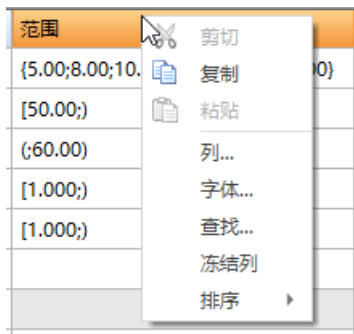 范围
{5.00;8.00;10.
00}
[50.00;)
(;60.00)
[1.000;)
[1.000;)
剪切
复制
粘贴
列...
字体...
查找...
冻结列
排序